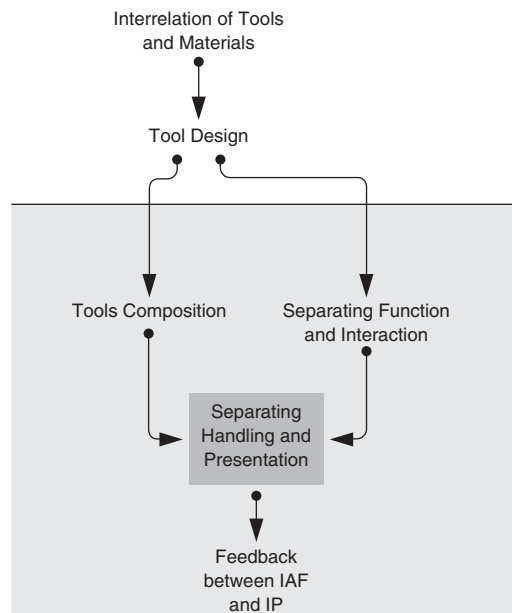 Interrelation of Tools
and Materials
Tool Design
Tools Composition
Separating Function
and Interaction
Separating
Handling and
Presentation
Feedback
between IAF
and IP